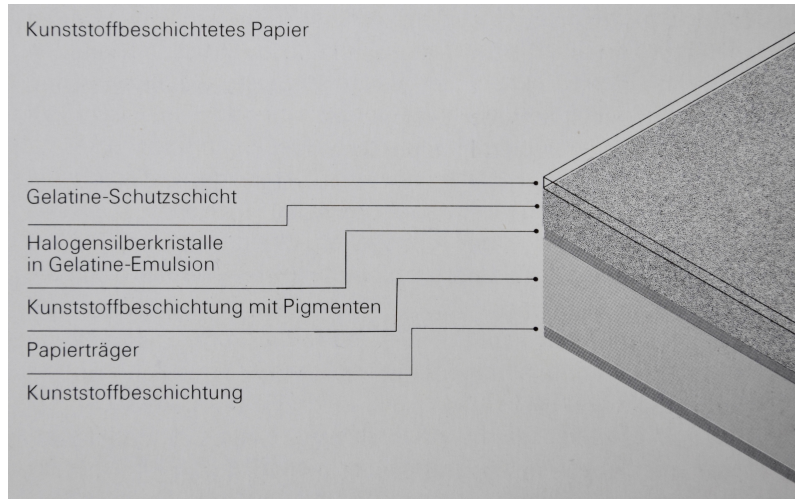 Kunststoffbeschichtetes Papier
Gelatine-Schutzschicht
Halogensilberkristalle
in Gelatine-Emulsion
Kunststoffbeschichtung mit Pigmenten
Papierträger
Kunststoffbeschichtung